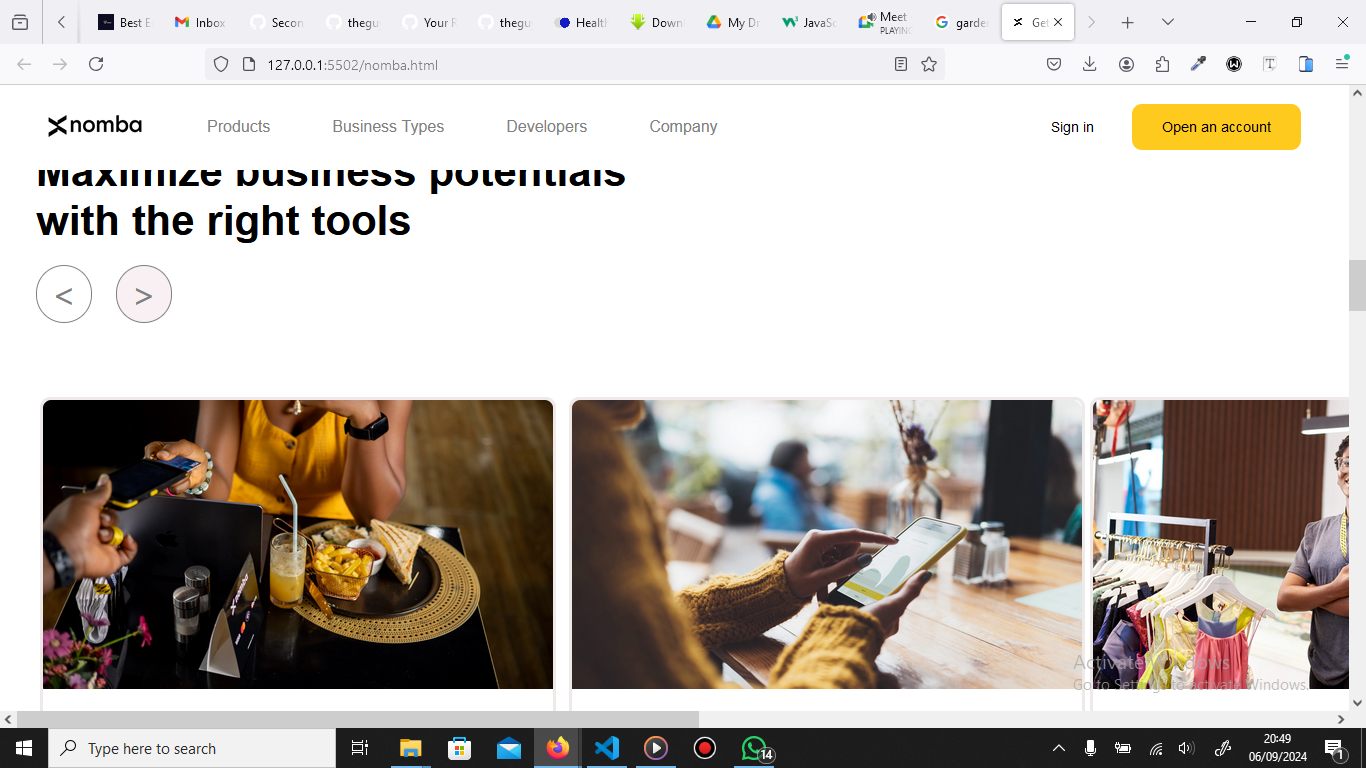 Best E
Inbox
Secon
thegu
Your R
thegu
Health
Down
My Dr
JavaSc
Meet
PLAYING
garde
Get
127.0.0.1:5502/nomba.html
nomba
Products
Business Types
Developers
Company
Sign in
Open an account
Maximize business potentials
with the right tools
<
>
Activate Windows
Go to Settings to activate Windows.
Type here to search
14
20:49
06/09/2024
1